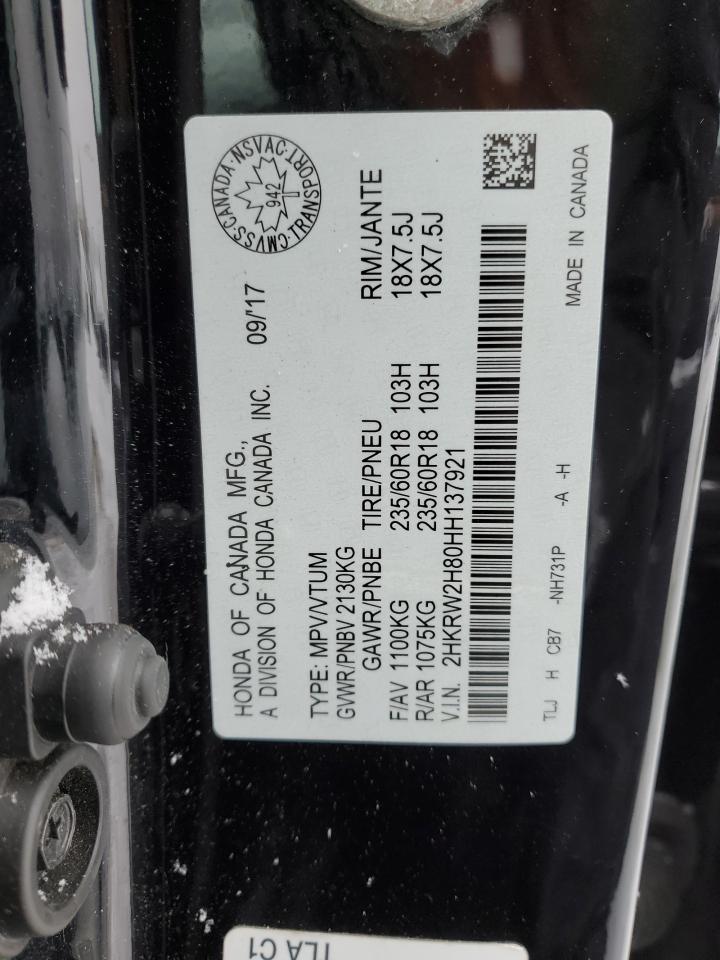 HONDA OF CANADA MFG.,
A DIVISION OF HONDA CANADA INC. 09/'17
CMVSS·CANADA·NSVAC·TRANSPORT·
942
TYPE: MPV/VTUM
GVWR/PNBV 2130KG
GAWR/PNBE TIRE/PNEU RIM/JANTE
F/AV 1100KG 235/60R18 103H 18X7.5J
R/AR 1075KG 235/60R18 103H 18X7.5J
V.I.N. 2HKRW2H80HH137921
TLJ H CB7 -NH731P -A -H
MADE IN CANADA